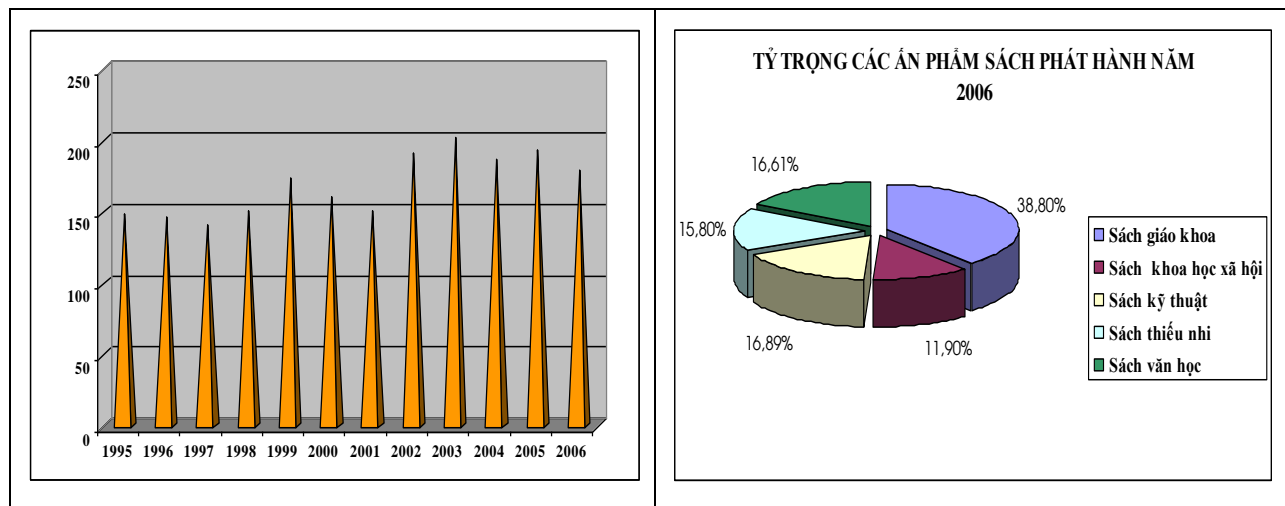 250
200
150
100
50
0
1995 1996 1997 1998 1999 2000 2001 2002 2003 2004 2005 2006
TỶ TRỌNG CÁC ẤN PHẨM SÁCH PHÁT HÀNH NĂM
2006
16,61%
38,80%
15,80%
16,89%
11,90%
Sách giáo khoa
Sách khoa học xã hội
Sách kỹ thuật
Sách thiếu nhi
Sách văn học